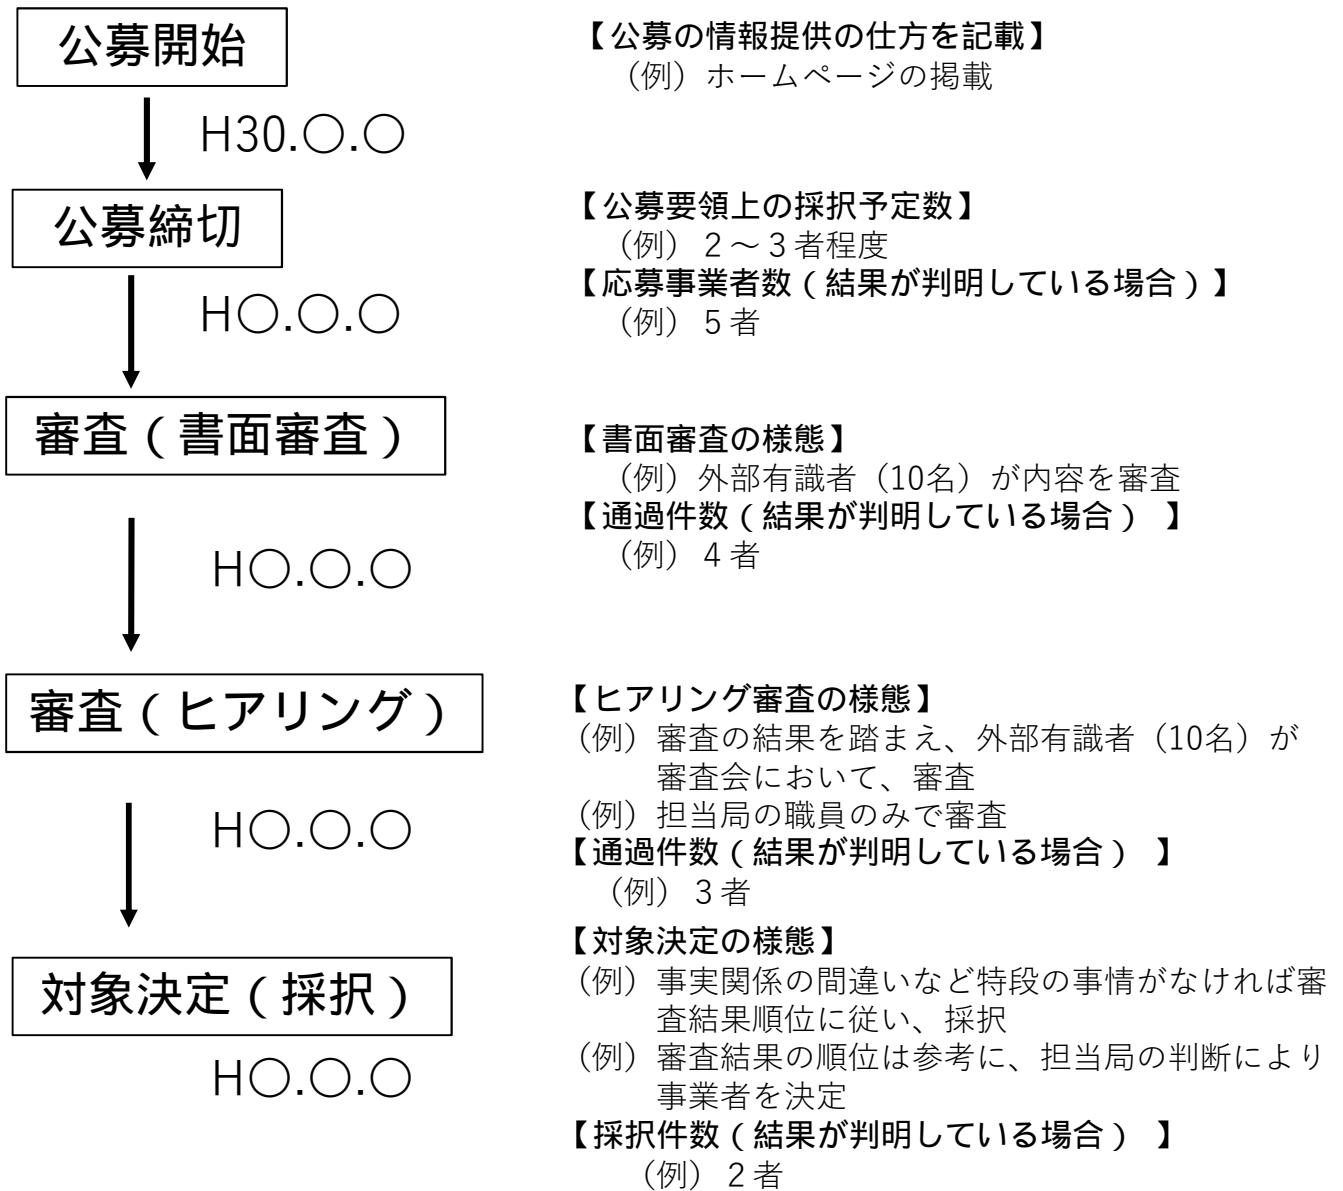 公募開始
【公募の情報提供の仕方を記載】
（例）ホームページの掲載
H30.○.○
公募締切
【公募要領上の採択予定数】
（例）２～３者程度
【応募事業者数（結果が判明している場合）】
（例）５者
H○.○.○
審査（書面審査）
【書面審査の様態】
（例）外部有識者（10名）が内容を審査
【通過件数（結果が判明している場合）　】
（例）４者
H○.○.○
審査（ヒアリング）
【ヒアリング審査の様態】
（例）審査の結果を踏まえ、外部有識者（10名）が
審査会において、審査
（例）担当局の職員のみで審査
【通過件数（結果が判明している場合）　】
（例）３者
H○.○.○
対象決定（採択）
【対象決定の様態】
（例）事実関係の間違いなど特段の事情がなければ審
査結果順位に従い、採択
（例）審査結果の順位は参考に、担当局の判断により
事業者を決定
【採択件数（結果が判明している場合）　】
（例）２者
H○.○.○